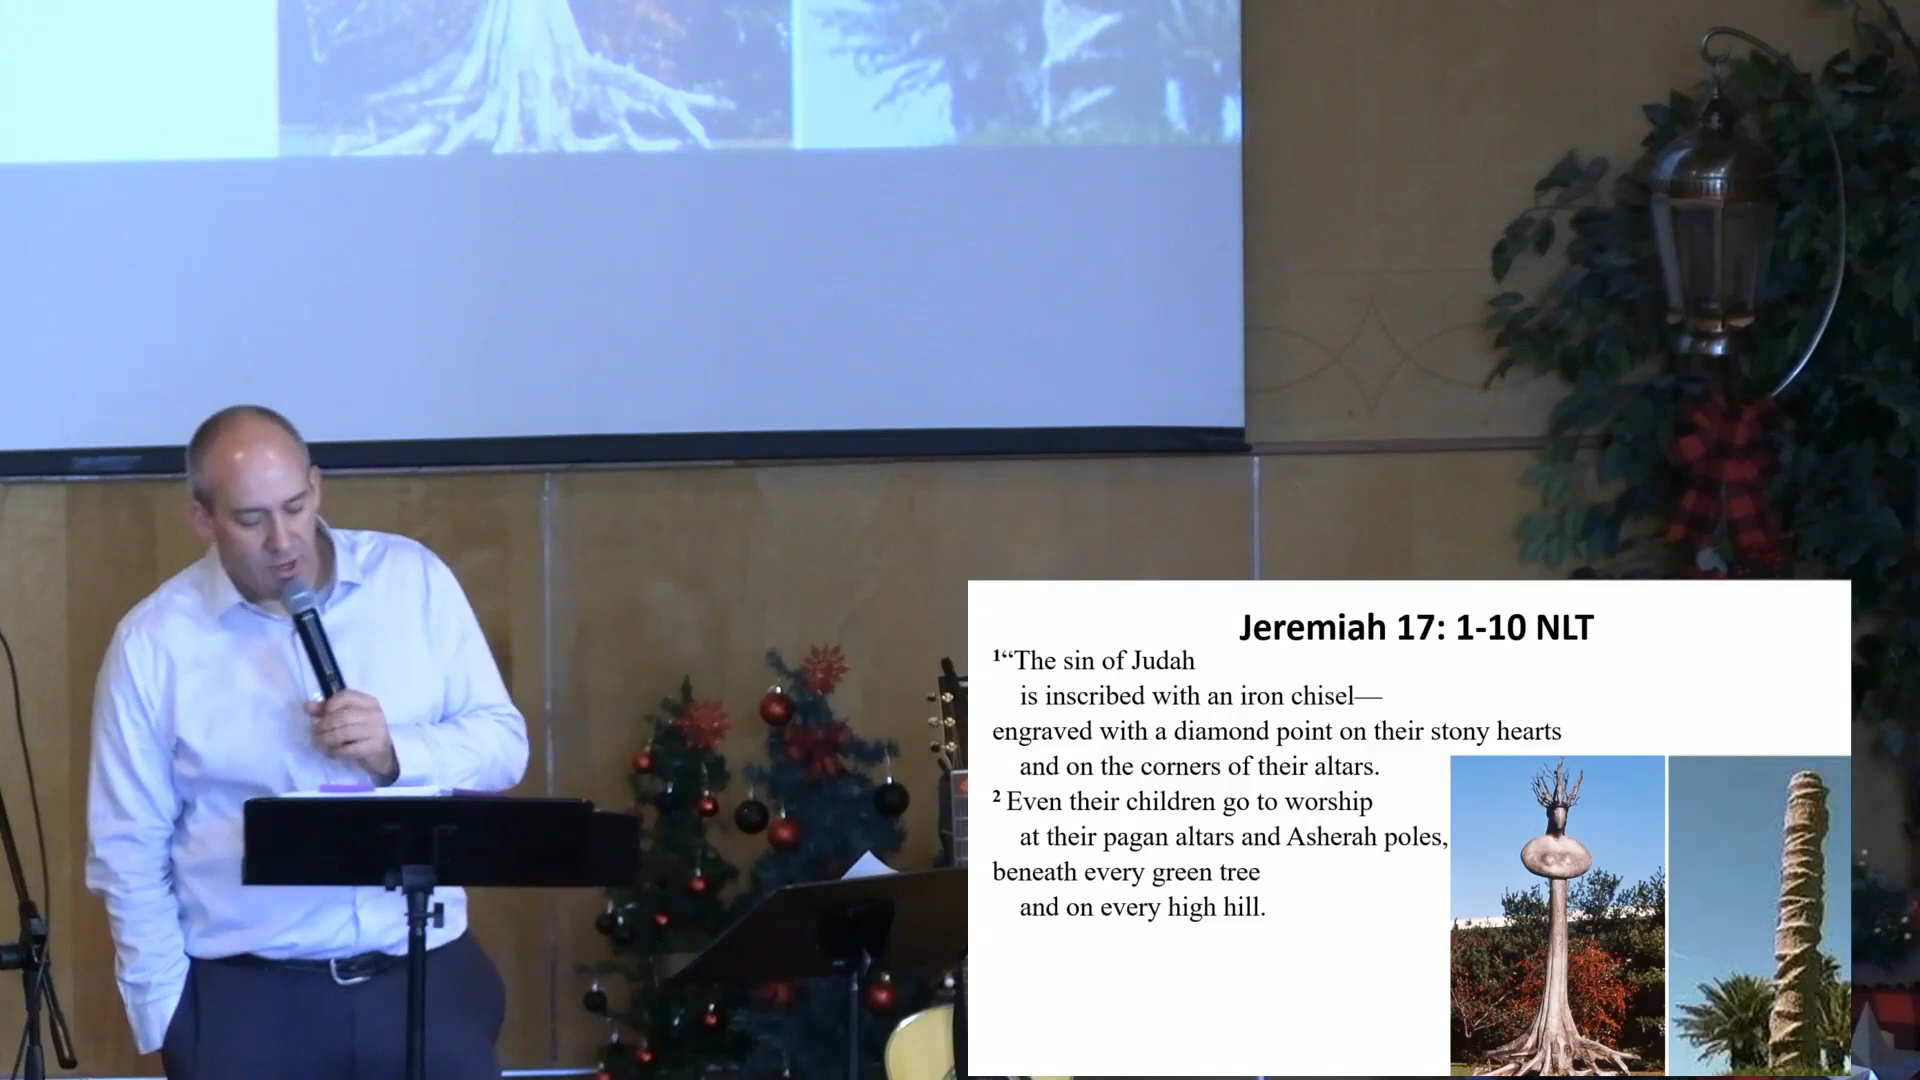 Jeremiah 17: 1-10 NLT
1“The sin of Judah
is inscribed with an iron chisel—
engraved with a diamond point on their stony hearts
and on the corners of their altars.
2 Even their children go to worship
at their pagan altars and Asherah poles,
beneath every green tree
and on every high hill.